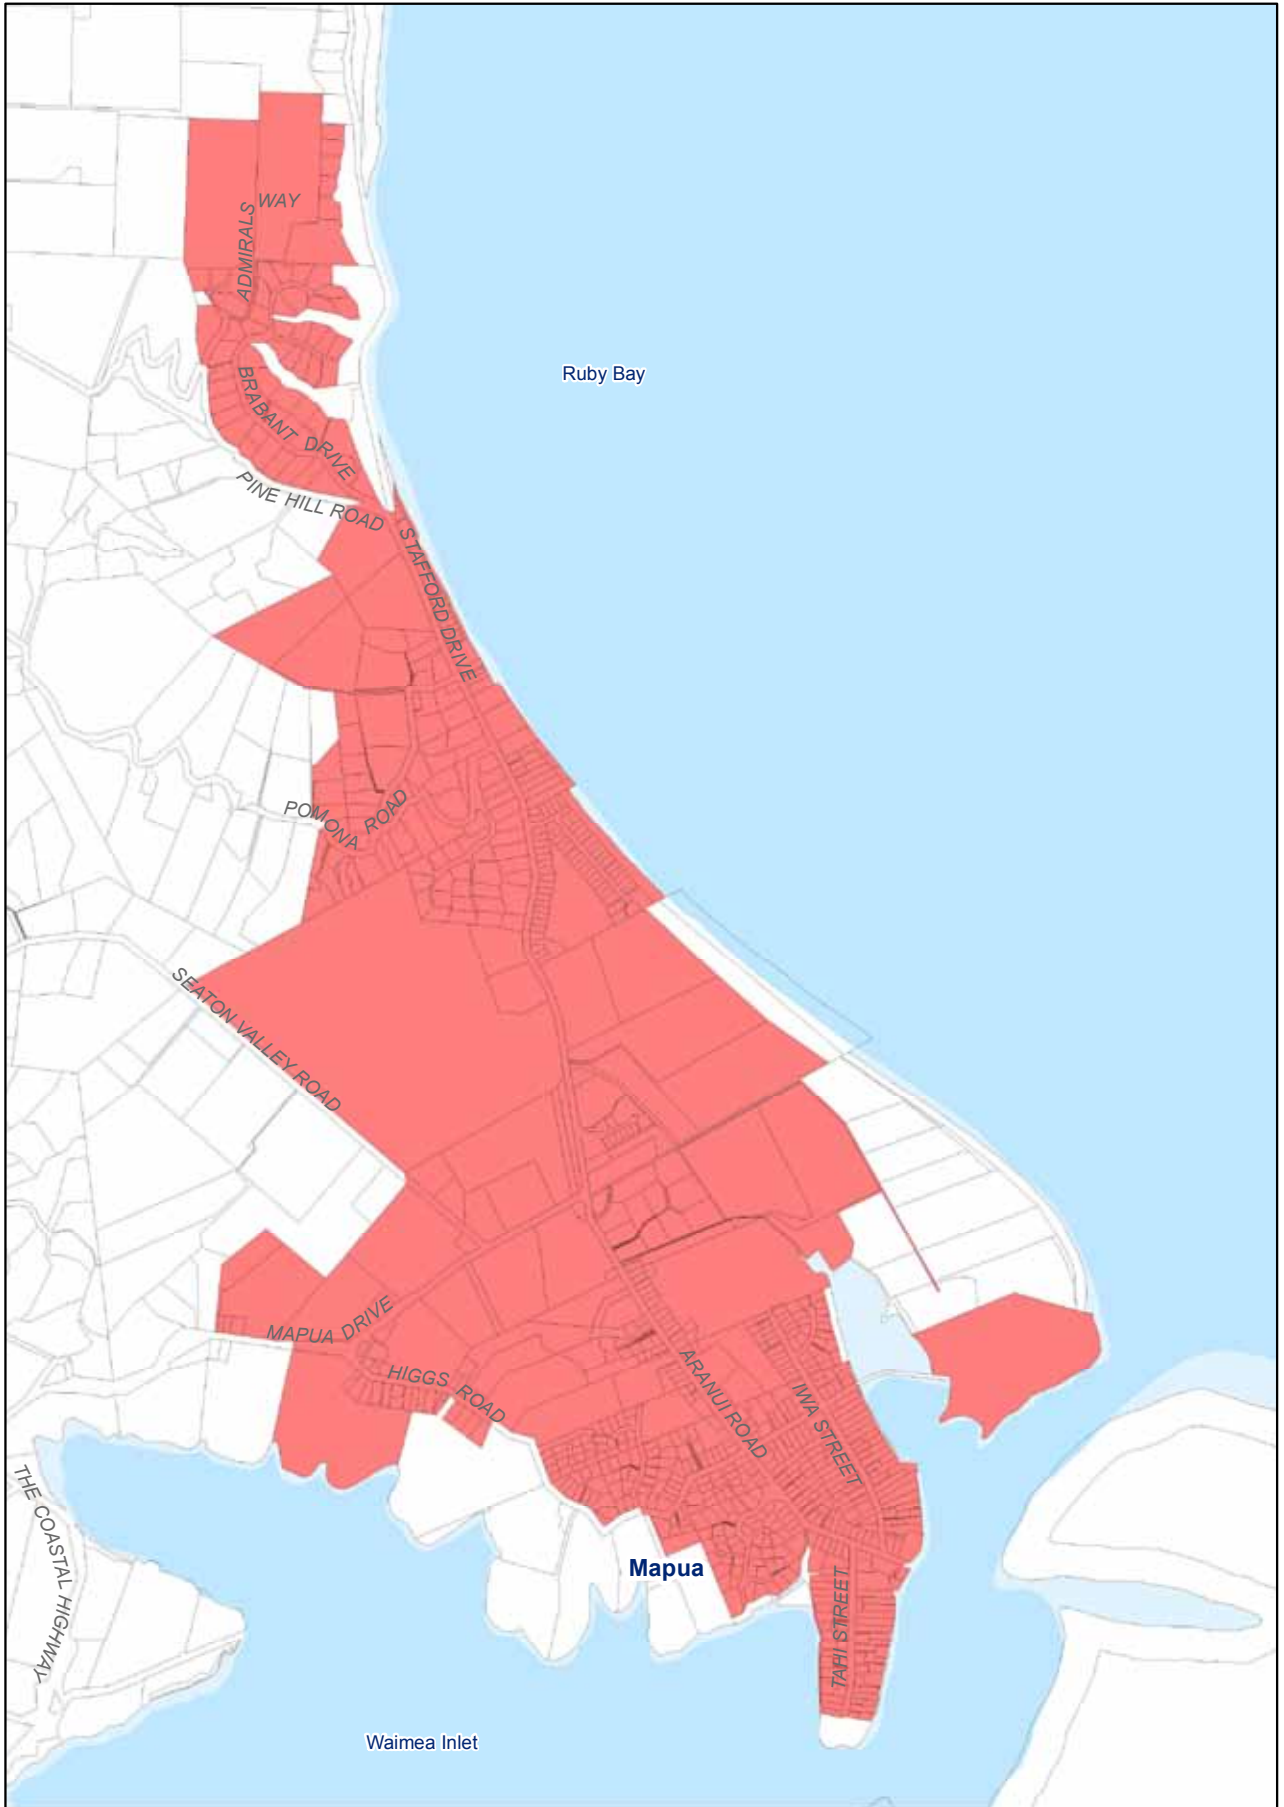 ADMIRALS WAY
Ruby Bay
BRABANT DRIVE
PINE HILL ROAD
STAFFORD DRIVE
POMONA ROAD
SEATON VALLEY ROAD
MAPUA DRIVE
HIGGS ROAD
ARANUI ROAD
IWA STREET
THE COASTAL HIGHWAY
Mapua
TAHI STREET
Waimea Inlet